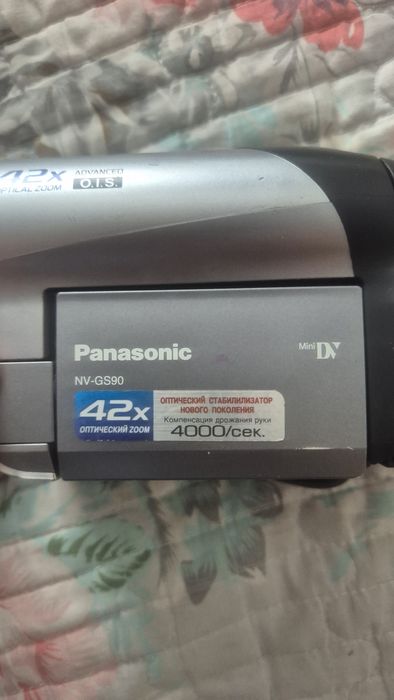 42x
OPTICAL ZOOM
ADVANCED
O.I.S.
Panasonic
Mini DV
NV-GS90
42x
ОПТИЧЕСКИЙ ZOOM
ОПТИЧЕСКИЙ СТАБИЛИЛИЗАТОР
НОВОГО ПОКОЛЕНИЯ
Компенсация дрожания руки
4000/сек.